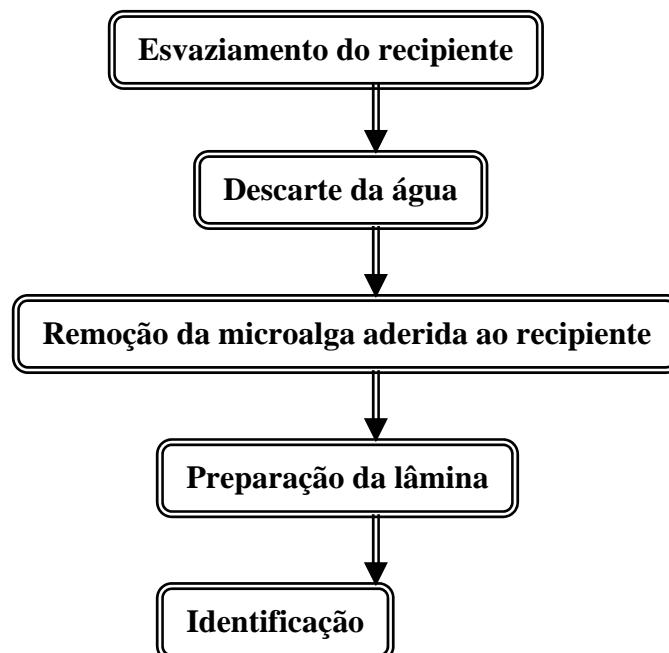 Esvaziamento do recipiente
Descarte da água
Remoção da microalga aderida ao recipiente
Preparação da lâmina
Identificação